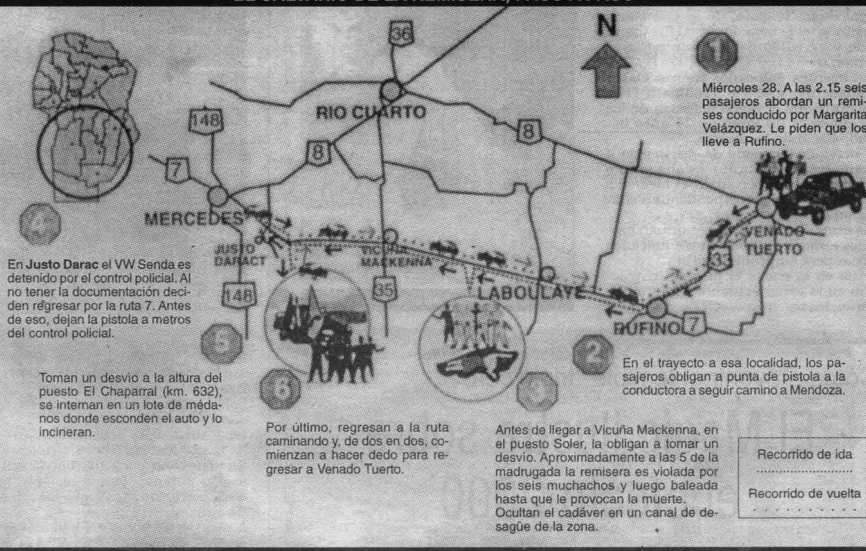 N
1
Miércoles 28. A las 2.15 seis
pasajeros abordan un remi-
ses conducido por Margarita
Velázquez. Le piden que los
lleve a Rufino.
36
RIO CUARTO
148
8
8
7
MERCEDES
VENADO
TUERTO
33
JUSTO
DARACT
VICUÑA
MACKENNA
35
148
LABOULAYE
RUFINO
7
4
En Justo Darac el VW Senda es
detenido por el control policial. Al
no tener la documentación deci-
den regresar por la ruta 7. Antes
de eso, dejan la pistola a metros
del control policial.
5
Toman un desvio a la altura del
puesto El Chaparral (km. 632),
se internan en un lote de méda-
nos donde esconden el auto y lo
incineran.
6
Por último, regresan a la ruta
caminando y, de dos en dos, co-
mienzan a hacer dedo para re-
gresar a Venado Tuerto.
3
Antes de llegar a Vicuña Mackenna, en
el puesto Soler, la obligan a tomar un
desvío. Aproximadamente a las 5 de la
madrugada la remisera es violada por
los seis muchachos y luego baleada
hasta que le provocan la muerte.
Ocultan el cadáver en un canal de de-
sagüe de la zona.
2
En el trayecto a esa localidad, los pa-
sajeros obligan a punta de pistola a la
conductora a seguir camino a Mendoza.
Recorrido de ida
Recorrido de vuelta